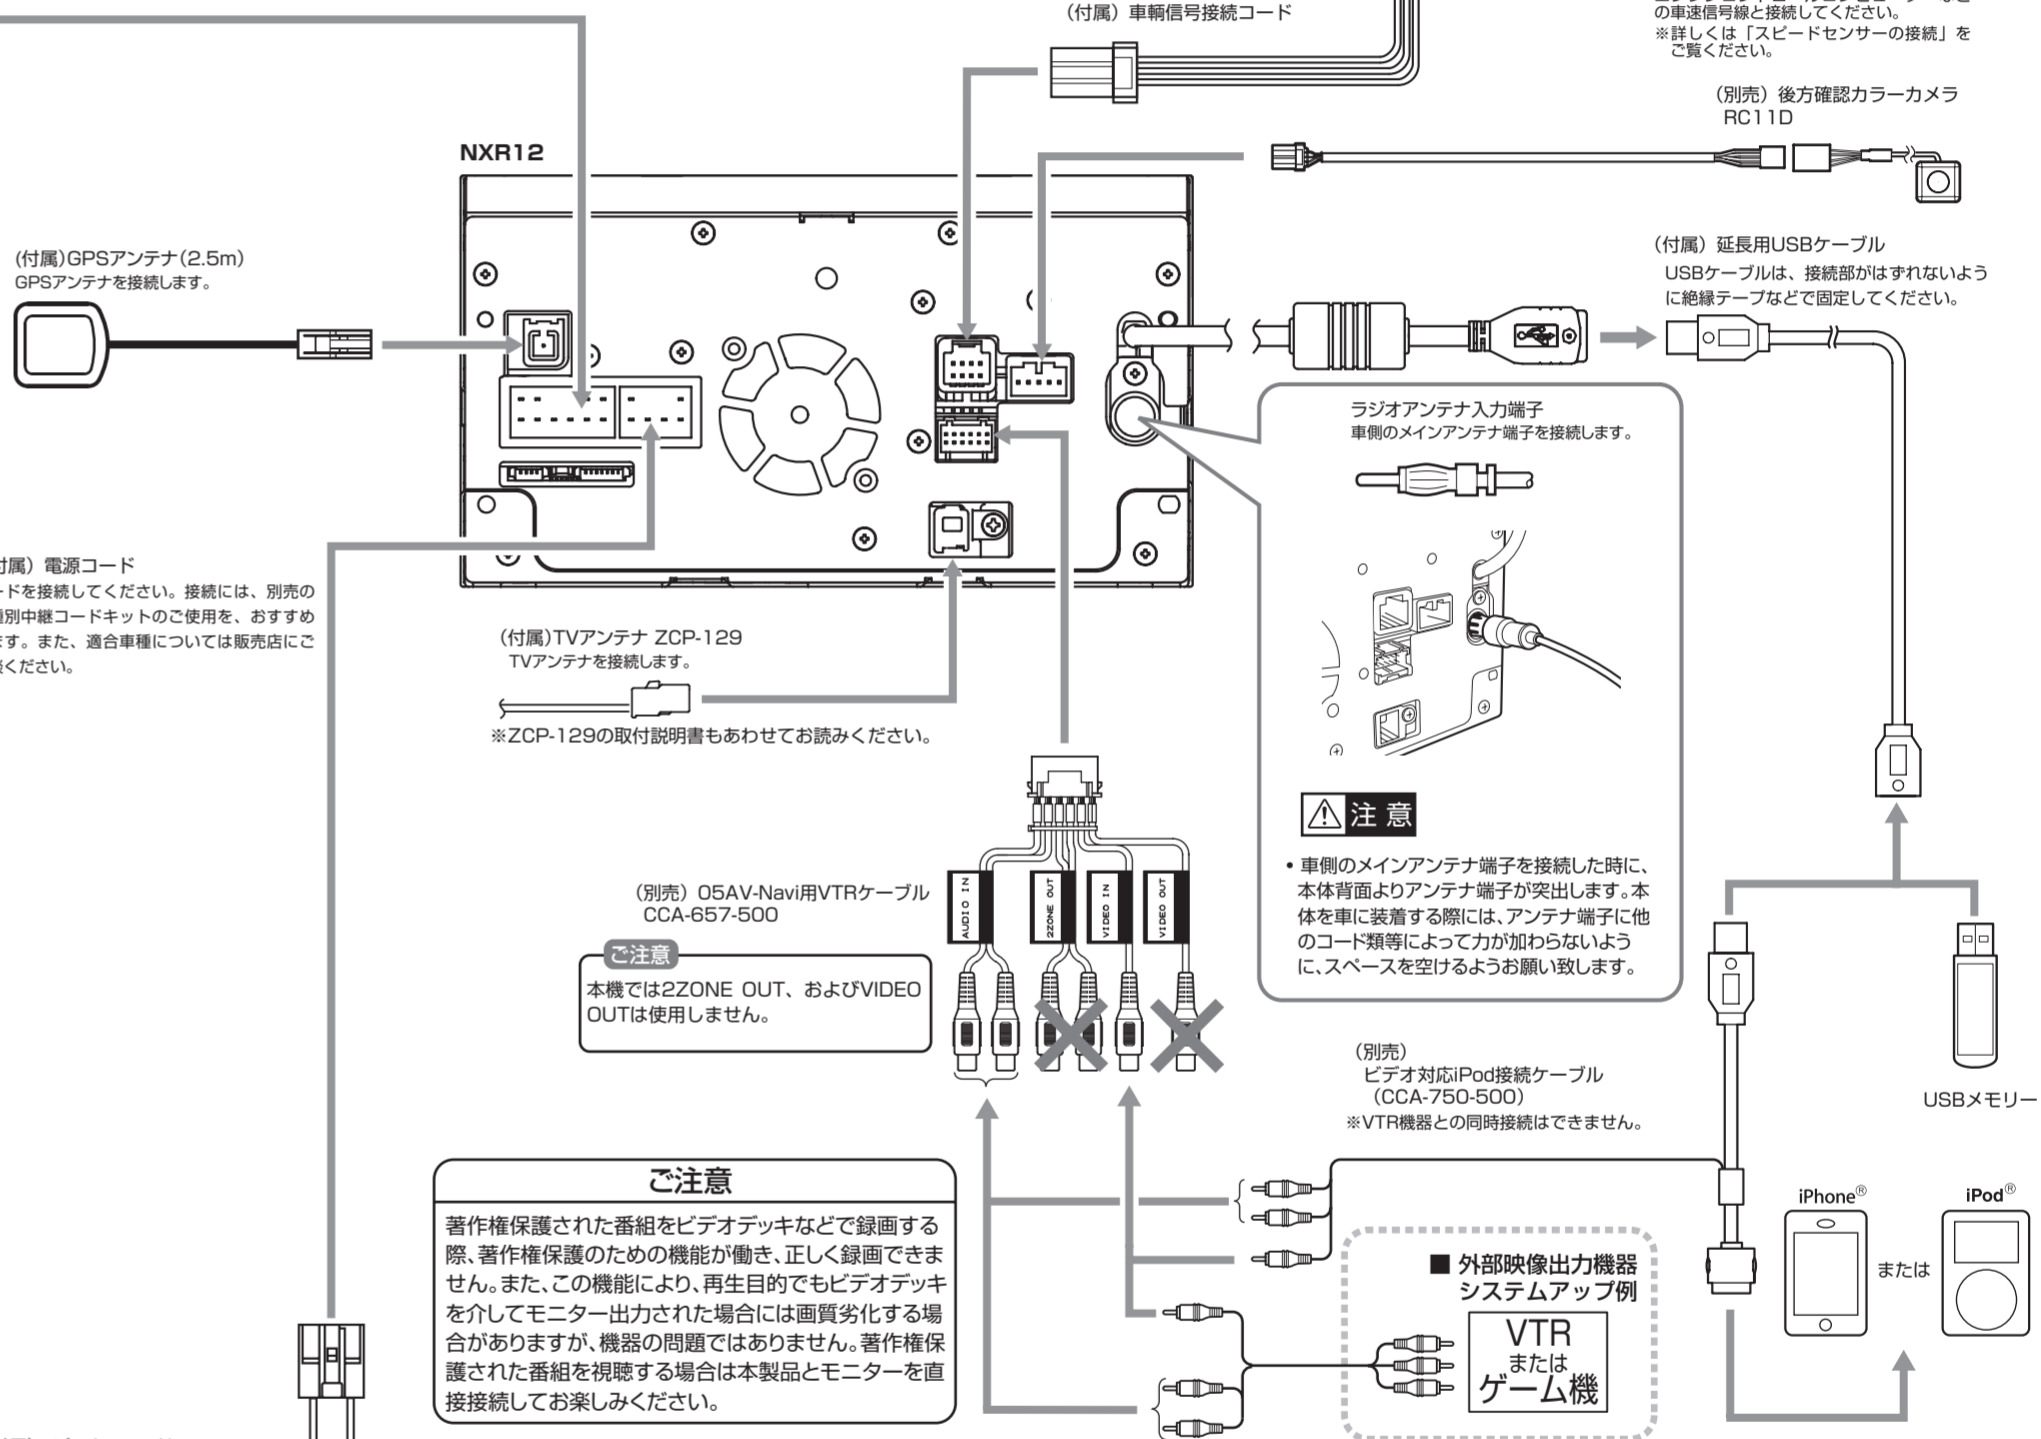 (付属) 車輌信号接続コード
の車速信号線と接続してください。
※詳しくは「スピードセンサーの接続」を
ご覧ください。
(別売) 後方確認カラーカメラ
RC11D
NXR12
(付属)GPSアンテナ(2.5m)
GPSアンテナを接続します。
(付属) 延長用USBケーブル
USBケーブルは、接続部がはずれないよう
に絶縁テープなどで固定してください。
ラジオアンテナ入力端子
車側のメインアンテナ端子を接続します。
付属) 電源コード
ードを接続してください。接続には、別売の
種別中継コードキットのご使用を、おすすめ
ます。また、適合車種については販売店にご
談ください。
(付属)TVアンテナ ZCP-129
TVアンテナを接続します。
※ZCP-129の取付説明書もあわせてお読みください。
注 意
• 車側のメインアンテナ端子を接続した時に、
本体背面よりアンテナ端子が突出します。本
体を車に装着する際には、アンテナ端子に他
のコード類等によって力が加わらないよう
に、スペースを空けるようお願い致します。
(別売) 05AV-Navi用VTRケーブル
CCA-657-500
AUDIO IN
2ZONE OUT
VIDEO IN
VIDEO OUT
ご注意
本機では2ZONE OUT、およびVIDEO
OUTは使用しません。
(別売)
ビデオ対応iPod接続ケーブル
(CCA-750-500)
※VTR機器との同時接続はできません。
USBメモリー
ご注意
著作権保護された番組をビデオデッキなどで録画する
際、著作権保護のための機能が働き、正しく録画できま
せん。また、この機能により、再生目的でもビデオデッキ
を介してモニター出力された場合には画質劣化する場
合がありますが、機器の問題ではありません。著作権保
護された番組を視聴する場合は本製品とモニターを直
接接続してお楽しみください。
■ 外部映像出力機器
システムアップ例
VTR
または
ゲーム機
iPhone®
または
iPod®